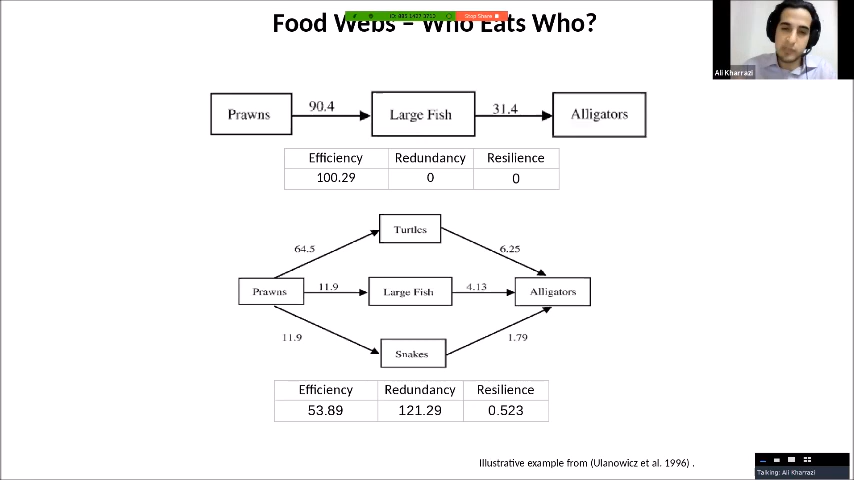 Food Webs – Who Eats Who?
Stop Share
Ali Kharrazi
Prawns
90.4
Large Fish
31.4
Alligators
Efficiency Redundancy Resilience
100.29 0 0
Turtles
64.5
6.25
Prawns
11.9
Large Fish
4.13
Alligators
11.9
1.79
Snakes
Efficiency Redundancy Resilience
53.89 121.29 0.523
Illustrative example from (Ulanowicz et al. 1996) .
Talking: Ali Kharrazi